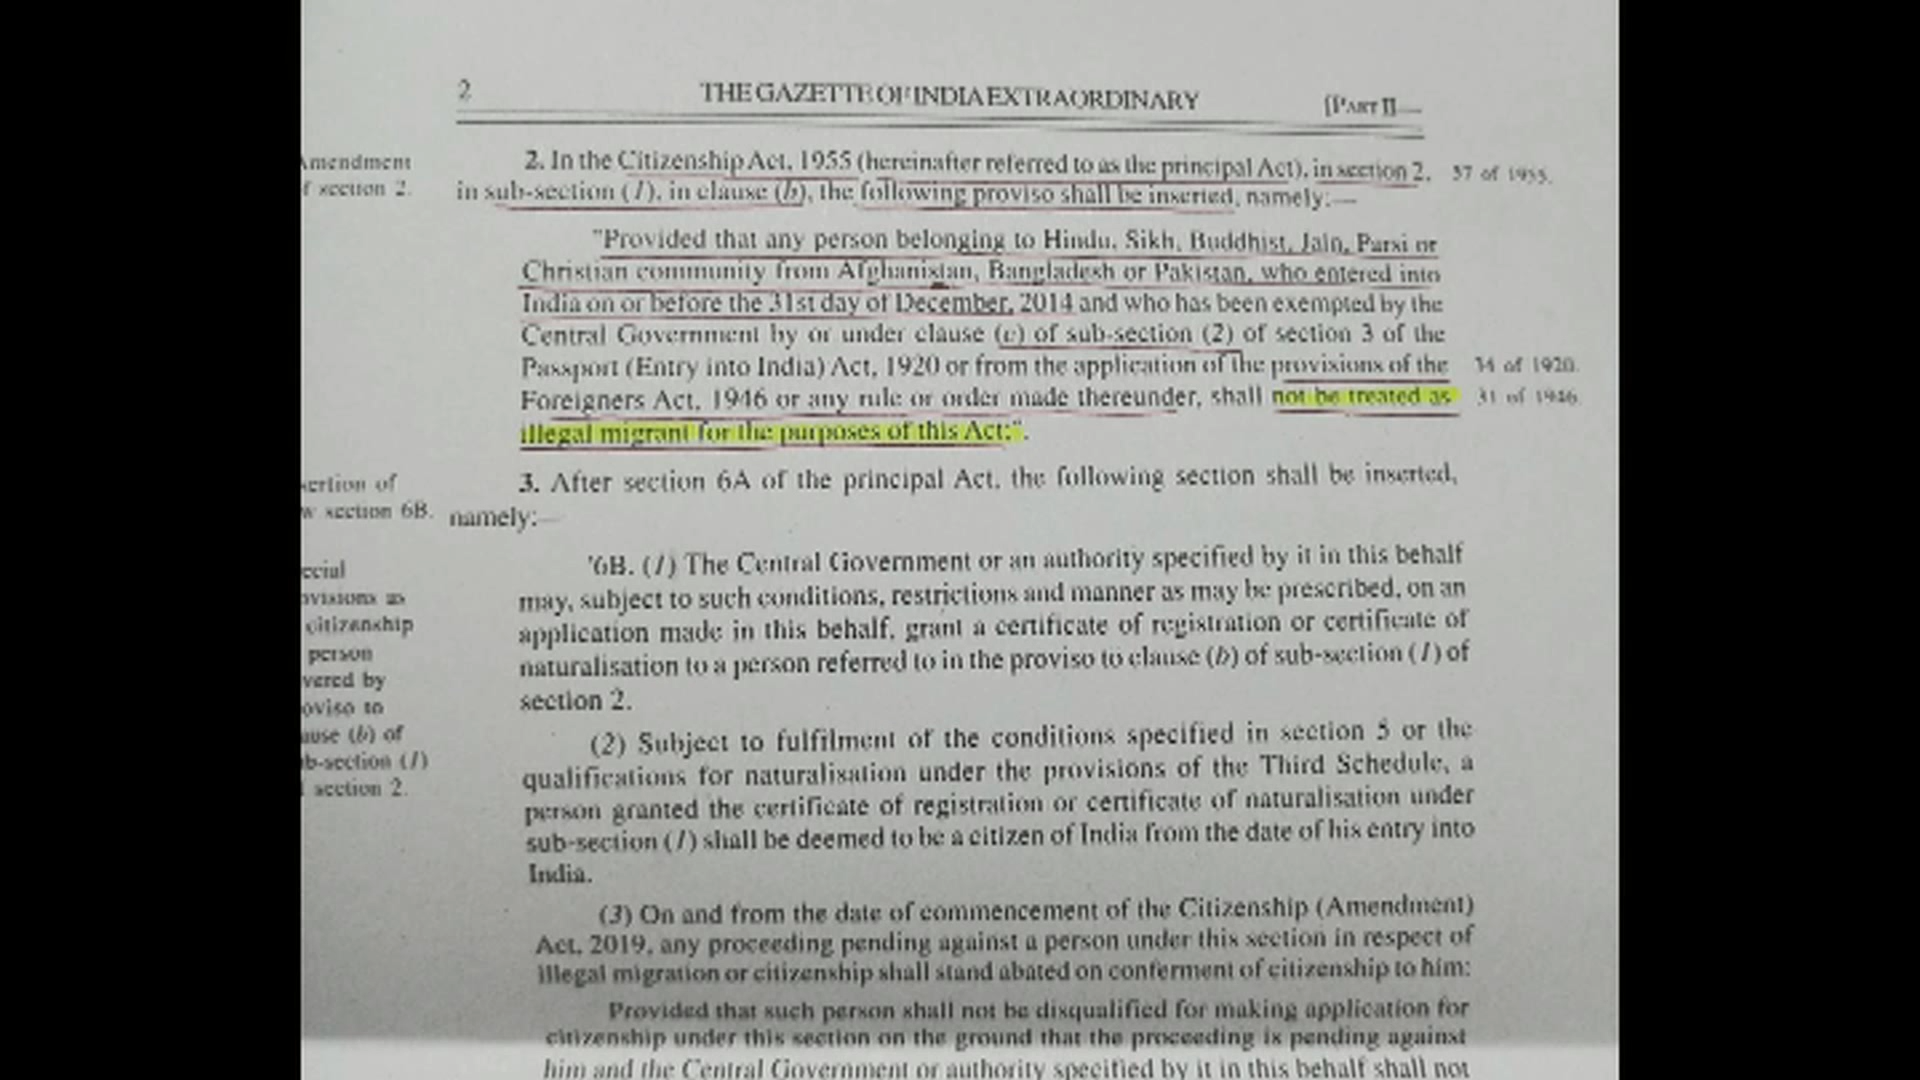 2 THE GAZETTE OF INDIA EXTRAORDINARY [PART II—
Amendment
f section 2.
2. In the Citizenship Act, 1955 (hereinafter referred to as the principal Act), in section 2, 57 of 1955.
in sub-section (1), in clause (b), the following proviso shall be inserted, namely:—
"Provided that any person belonging to Hindu, Sikh, Buddhist, Jain, Parsi or
Christian community from Afghanistan, Bangladesh or Pakistan, who entered into
India on or before the 31st day of December, 2014 and who has been exempted by the
Central Government by or under clause (c) of sub-section (2) of section 3 of the
Passport (Entry into India) Act, 1920 or from the application of the provisions of the 34 of 1920.
Foreigners Act, 1946 or any rule or order made thereunder, shall not be treated as 31 of 1946.
illegal migrant for the purposes of this Act;".
sertion of
w section 6B.
3. After section 6A of the principal Act, the following section shall be inserted,
namely:—
ecial
ovisions as
citizenship
person
vered by
oviso to
ause (b) of
ub-section (1)
section 2.
'6B. (1) The Central Government or an authority specified by it in this behalf
may, subject to such conditions, restrictions and manner as may be prescribed, on an
application made in this behalf, grant a certificate of registration or certificate of
naturalisation to a person referred to in the proviso to clause (b) of sub-section (1) of
section 2.
(2) Subject to fulfilment of the conditions specified in section 5 or the
qualifications for naturalisation under the provisions of the Third Schedule, a
person granted the certificate of registration or certificate of naturalisation under
sub-section (1) shall be deemed to be a citizen of India from the date of his entry into
India.
(3) On and from the date of commencement of the Citizenship (Amendment)
Act, 2019, any proceeding pending against a person under this section in respect of
illegal migration or citizenship shall stand abated on conferment of citizenship to him:
Provided that such person shall not be disqualified for making application for
citizenship under this section on the ground that the proceeding is pending against
him and the Central Government or authority specified by it in this behalf shall not